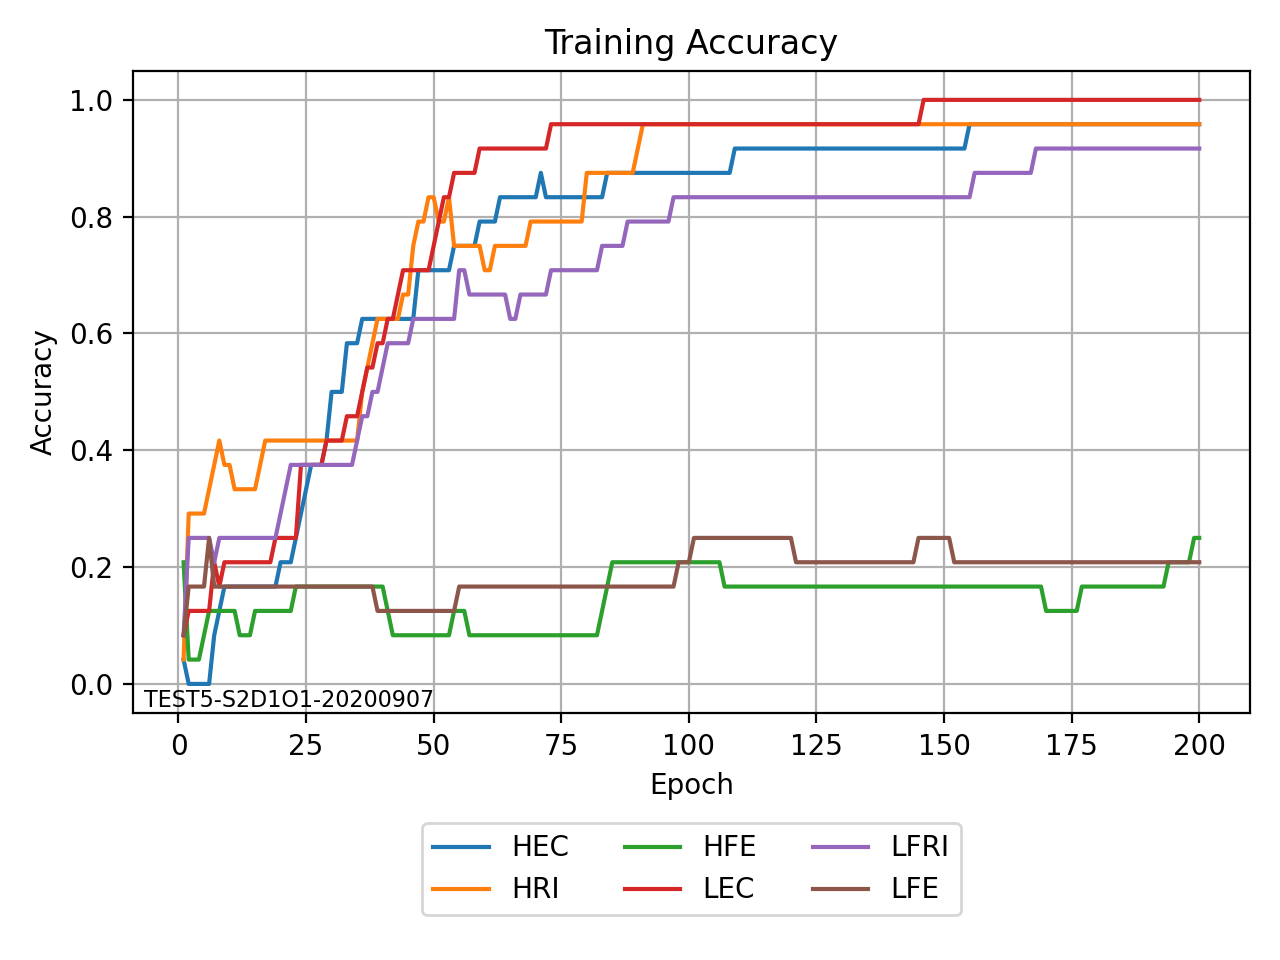 Training Accuracy
1.0
0.8
0.6
0.4
0.2
0.0
Accuracy
TEST5-S2D1O1-20200907
0 25 50 75 100 125 150 175 200
Epoch
HEC HFE LFRI
HRI LEC LFE